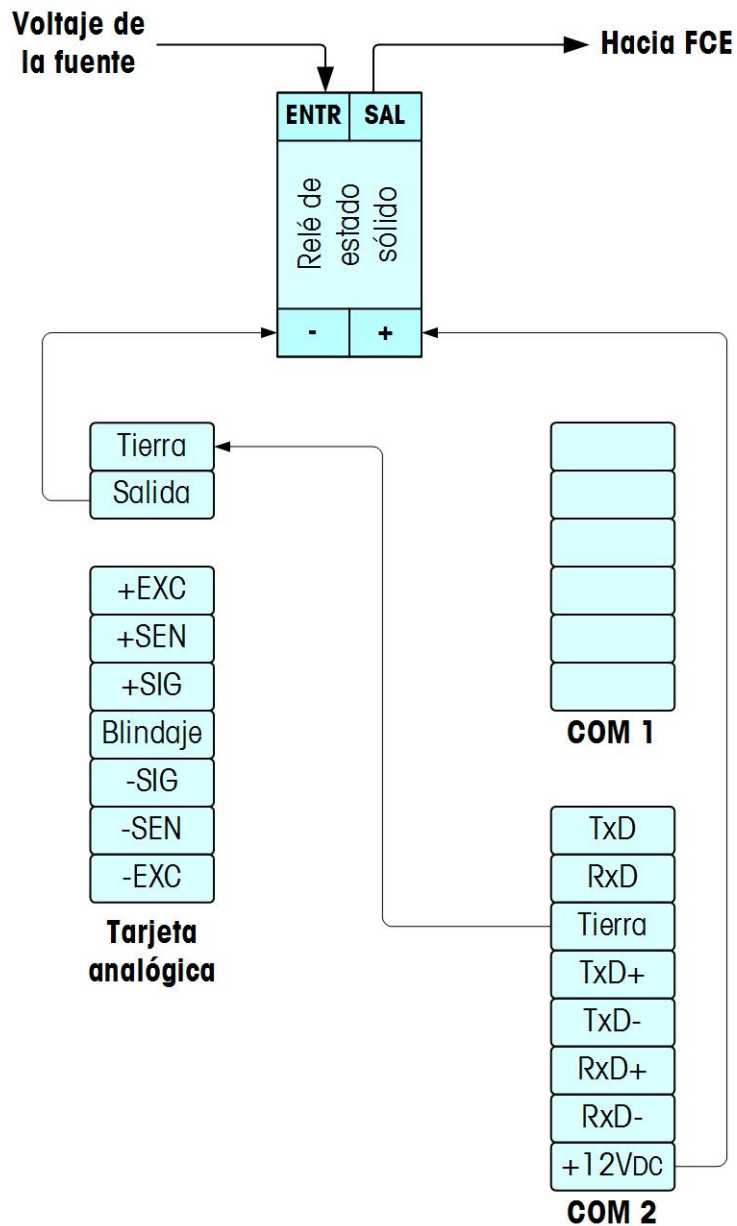 Voltaje de
la fuente
Hacia FCE
ENTR
SAL
Relé de
estado
sólido
-
+
Tierra
Salida
+EXC
+SEN
+SIG
Blindaje
-SIG
-SEN
-EXC
Tarjeta
analógica
COM 1
TxD
RxD
Tierra
TxD+
TxD-
RxD+
RxD-
+12VDC
COM 2